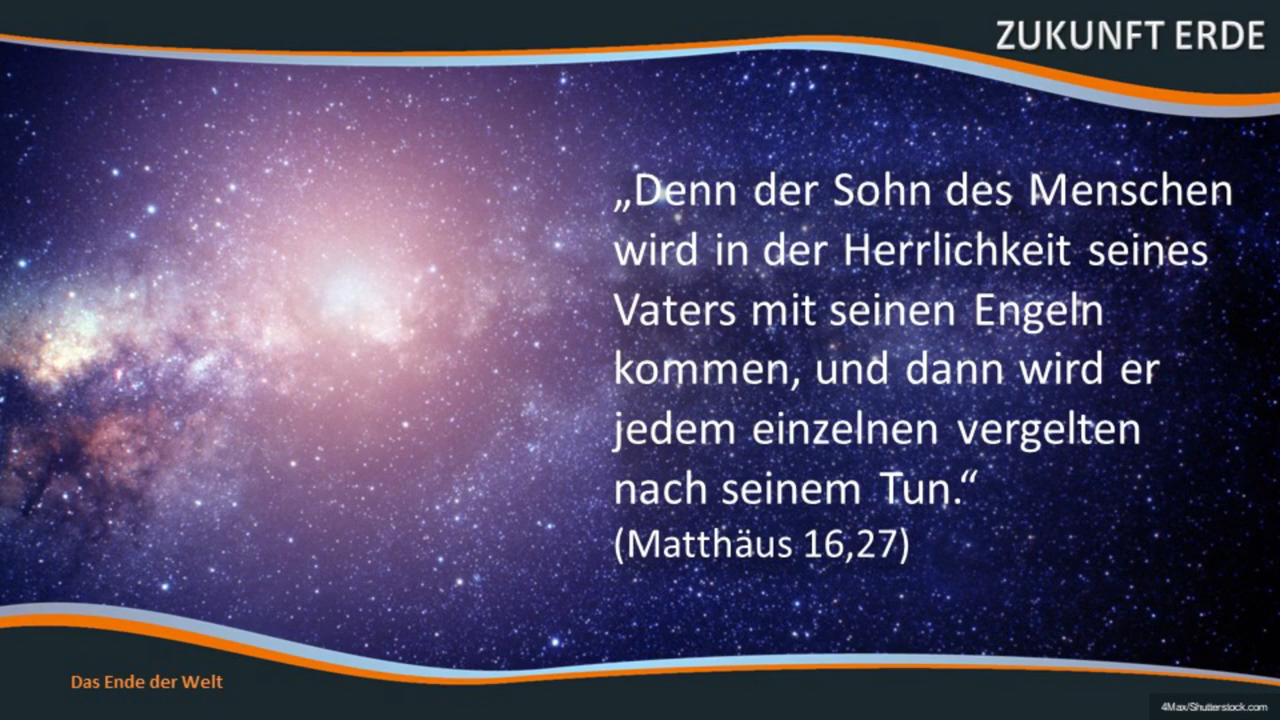 ZUKUNFT ERDE
„Denn der Sohn des Menschen
wird in der Herrlichkeit seines
Vaters mit seinen Engeln
kommen, und dann wird er
jedem einzelnen vergelten
nach seinem Tun.“
(Matthäus 16,27)
Das Ende der Welt
4Max/Shutterstock.com